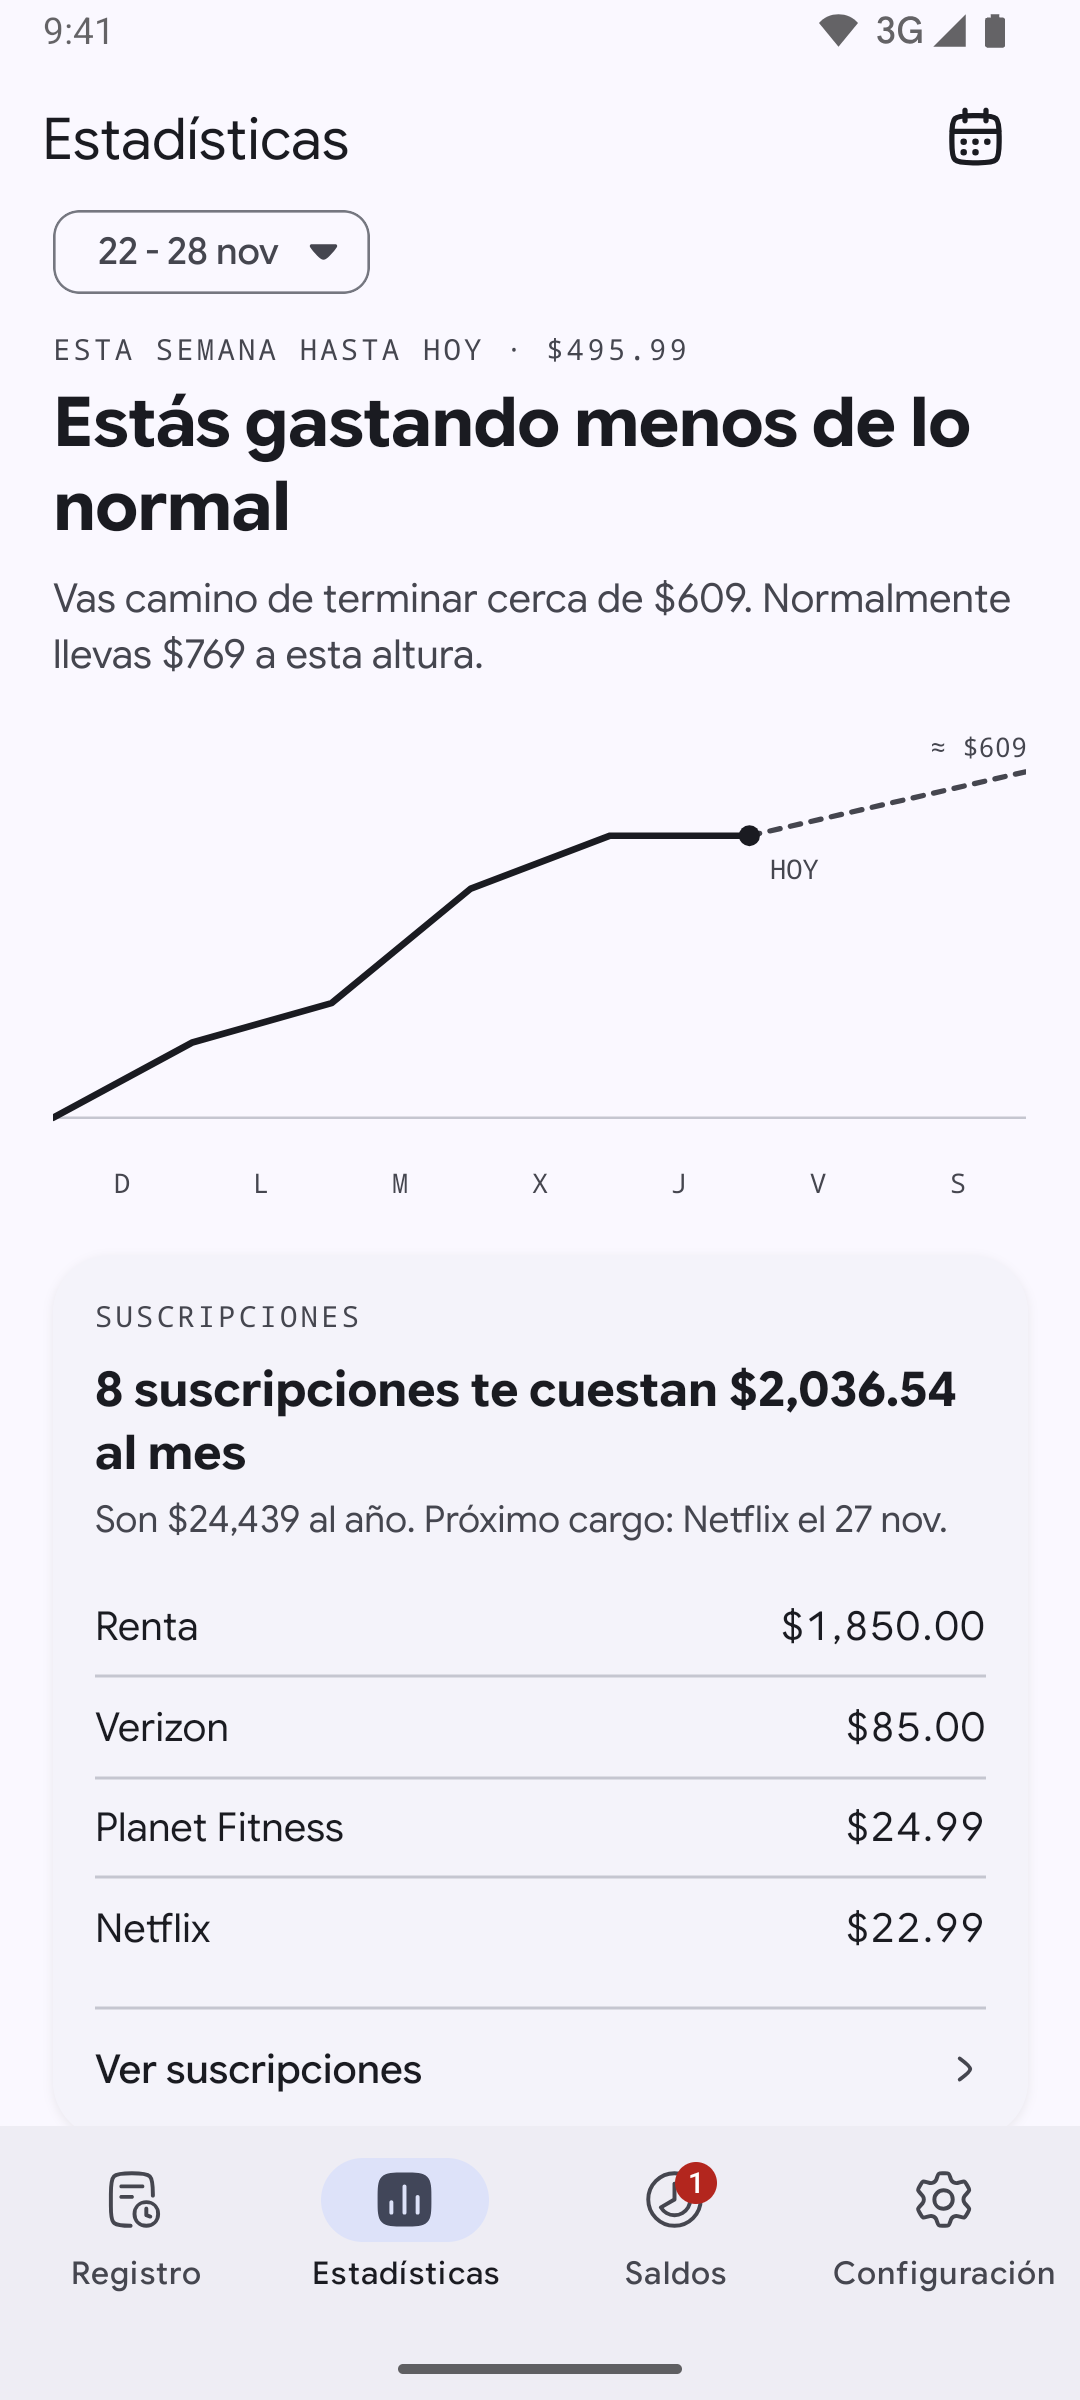 9:41
3G
Estadísticas
22 - 28 nov
ESTA SEMANA HASTA HOY · $495.99
Estás gastando menos de lo
normal
Vas camino de terminar cerca de $609. Normalmente
llevas $769 a esta altura.
≈ $609
HOY
D L M X J V S
SUSCRIPCIONES
8 suscripciones te cuestan $2,036.54
al mes
Son $24,439 al año. Próximo cargo: Netflix el 27 nov.
Renta $1,850.00
Verizon $85.00
Planet Fitness $24.99
Netflix $22.99
Ver suscripciones
1
Registro Estadísticas Saldos Configuración